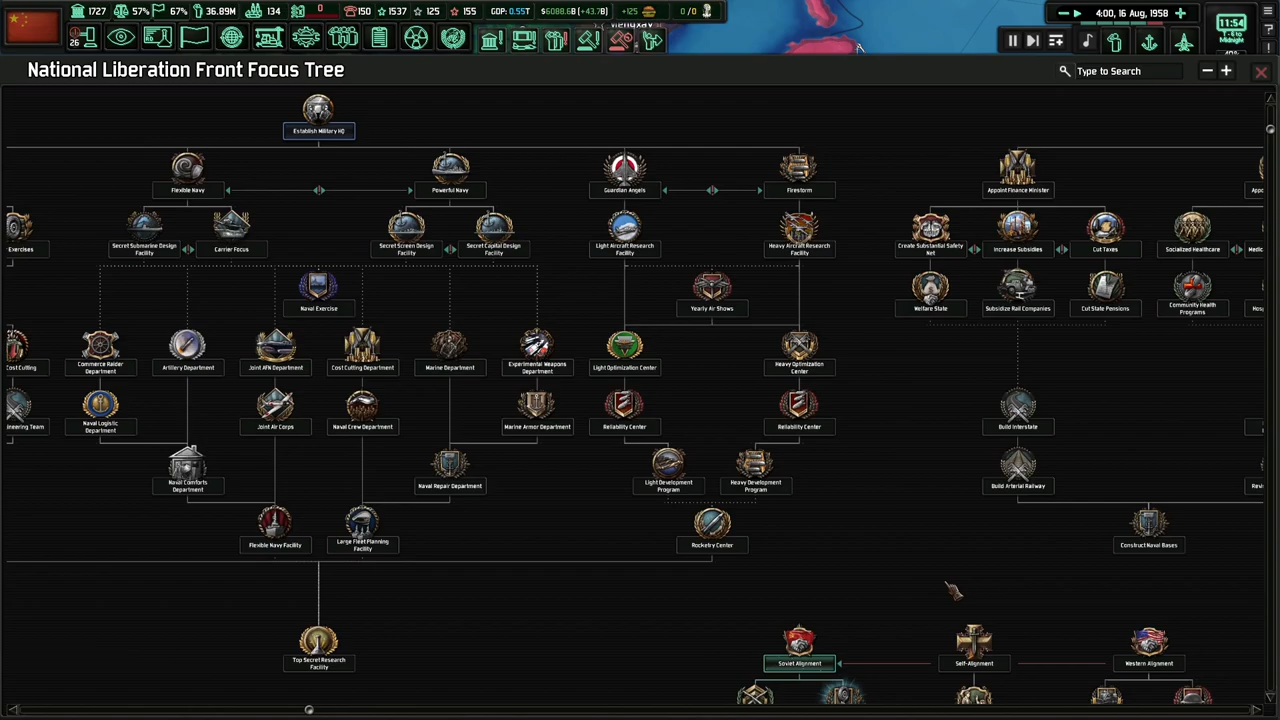 1727 57% 67% 36.89M 134 0 150 1537 125 155 GDP: 0.55T $6088.6B (+43.7B) +125 0/0 4:00, 16 Aug, 1958 11:54
26
National Liberation Front Focus Tree
Type to Search
Establish Military HQ
Flexible Navy
Powerful Navy
Guardian Angels
Firestorm
Appoint Finance Minister
Appo
Exercises
Secret Submarine Design
Facility
Carrier Focus
Secret Screen Design
Facility
Secret Capital Design
Facility
Light Aircraft Research
Facility
Heavy Aircraft Research
Facility
Create Substantial Safety
Net
Increase Subsidies
Cut Taxes
Socialized Healthcare
Medic
Naval Exercise
Yearly Air Shows
Welfare State
Subsidize Rail Companies
Cut State Pensions
Community Health
Programs
Hosp
Cost Cutting
Commerce Raider
Department
Artillery Department
Joint AFN Department
Cost Cutting Department
Marine Department
Experimental Weapons
Department
Light Optimization Center
Heavy Optimization
Center
ineering Team
Naval Logistic
Department
Joint Air Corps
Naval Crew Department
Marine Armor Department
Reliability Center
Reliability Center
Build Interstate
Naval Comforts
Department
Naval Repair Department
Light Development
Program
Heavy Development
Program
Build Arterial Railway
Revi
Flexible Navy Facility
Large Fleet Planning
Facility
Rocketry Center
Construct Naval Bases
Top Secret Research
Facility
Soviet Alignment
Self-Alignment
Western Alignment